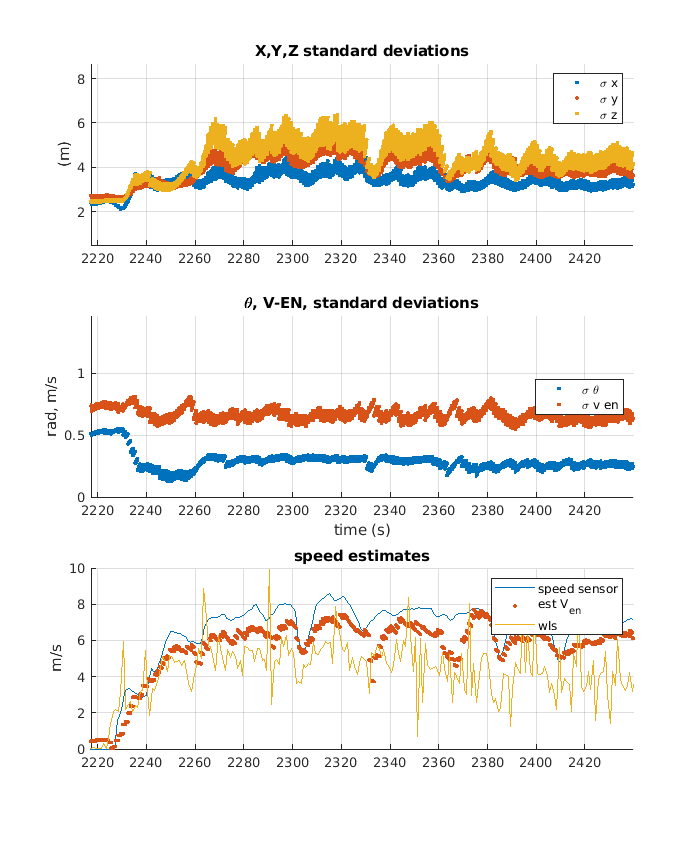 X,Y,Z standard deviations
8
6
4
2
(m)
σ x
σ y
σ z
2220 2240 2260 2280 2300 2320 2340 2360 2380 2400 2420
θ, V-EN, standard deviations
1
0.5
0
rad, m/s
σ θ
σ v en
2220 2240 2260 2280 2300 2320 2340 2360 2380 2400 2420
time (s)
speed estimates
10
8
6
4
2
0
m/s
speed sensor
est V en
wls
2220 2240 2260 2280 2300 2320 2340 2360 2380 2400 2420